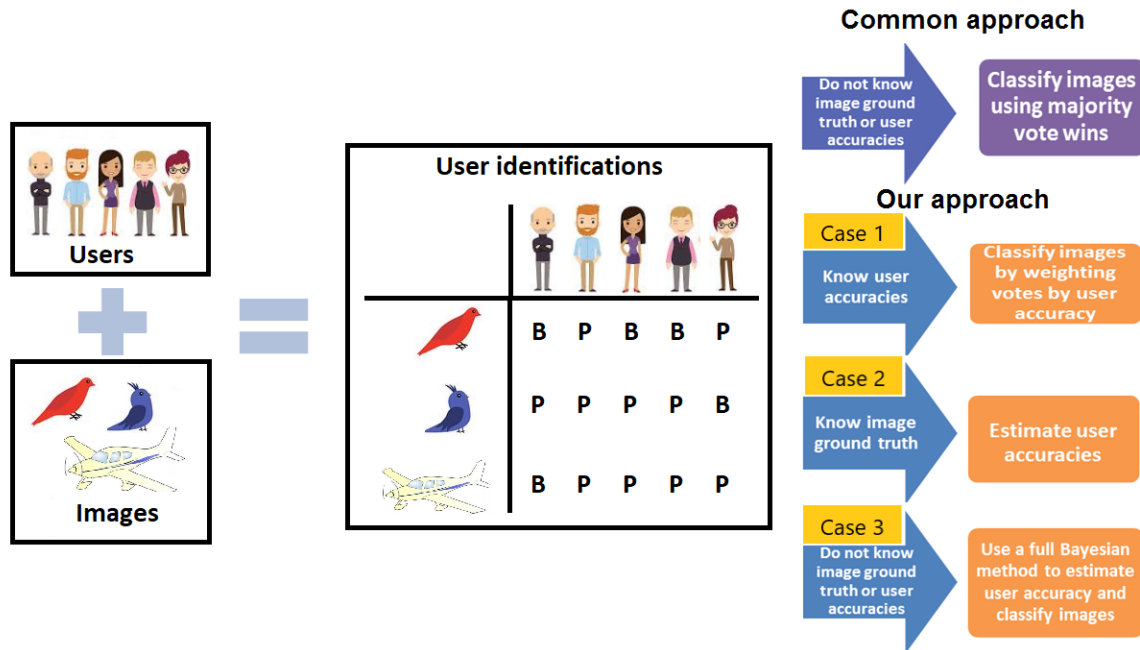 Users
Images
User identifications
B P B B P
P P P P B
B P P P P
Common approach
Do not know
image ground
truth or user
accuracies
Classify images
using majority
vote wins
Our approach
Case 1
Know user
accuracies
Classify images
by weighting
votes by user
accuracy
Case 2
Know image
ground truth
Estimate user
accuracies
Case 3
Do not know
image ground
truth or user
accuracies
Use a full Bayesian
method to estimate
user accuracy and
classify images